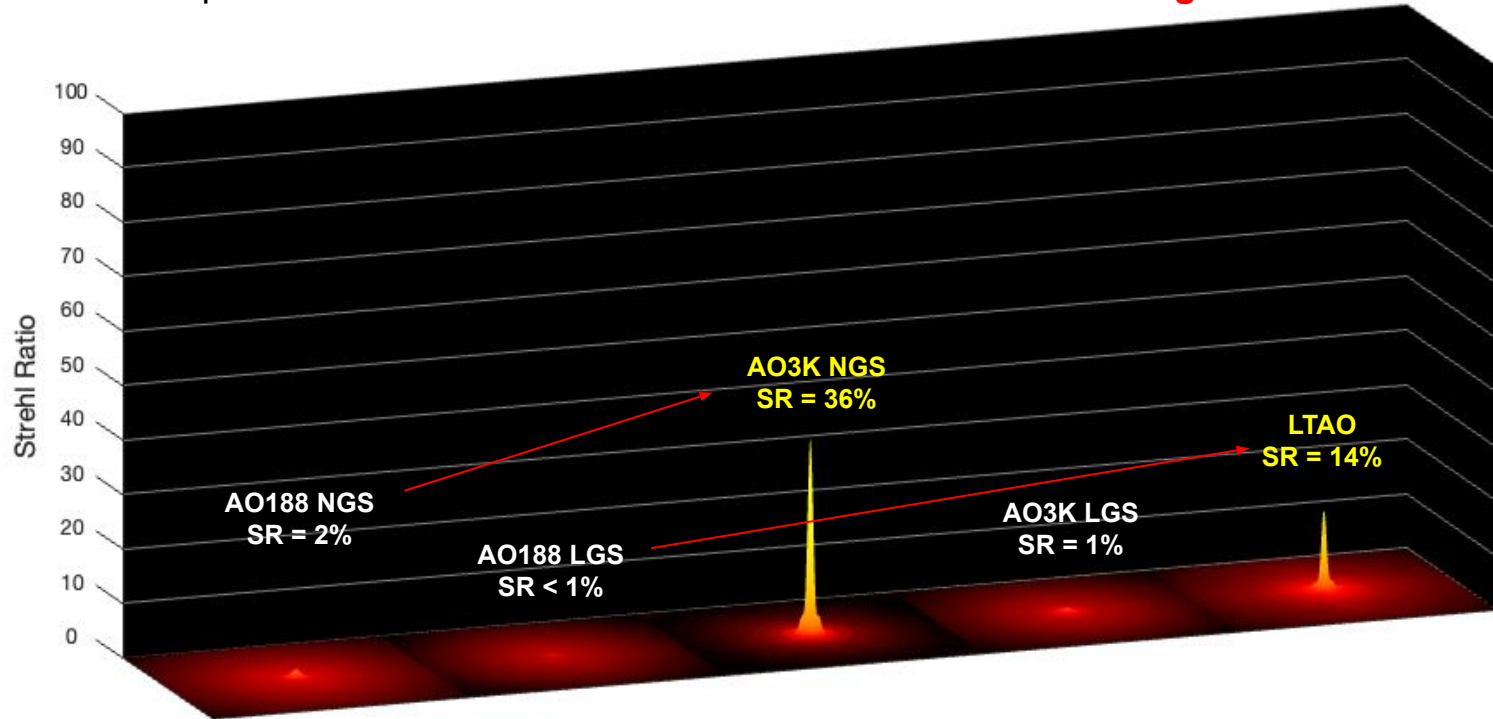 100
90
80
70
60
50
40
30
20
10
0
Strehl Ratio
AO188 NGS
SR = 2%
AO188 LGS
SR < 1%
AO3K NGS
SR = 36%
AO3K LGS
SR = 1%
LTAO
SR = 14%